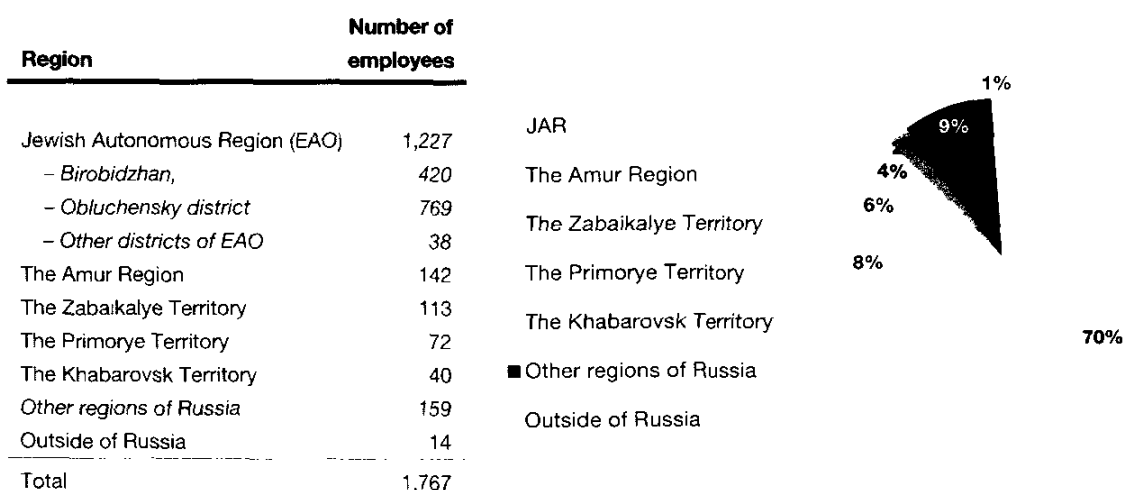 Region Number of employees
Jewish Autonomous Region (EAO) 1,227
– Birobidzhan, 420
– Obluchensky district 769
– Other districts of EAO 38
The Amur Region 142
The Zabaikalye Territory 113
The Primorye Territory 72
The Khabarovsk Territory 40
Other regions of Russia 159
Outside of Russia 14
Total 1,767
JAR
The Amur Region
The Zabaikalye Territory
The Primorye Territory
The Khabarovsk Territory
Other regions of Russia
Outside of Russia
1%
9%
4%
6%
8%
70%